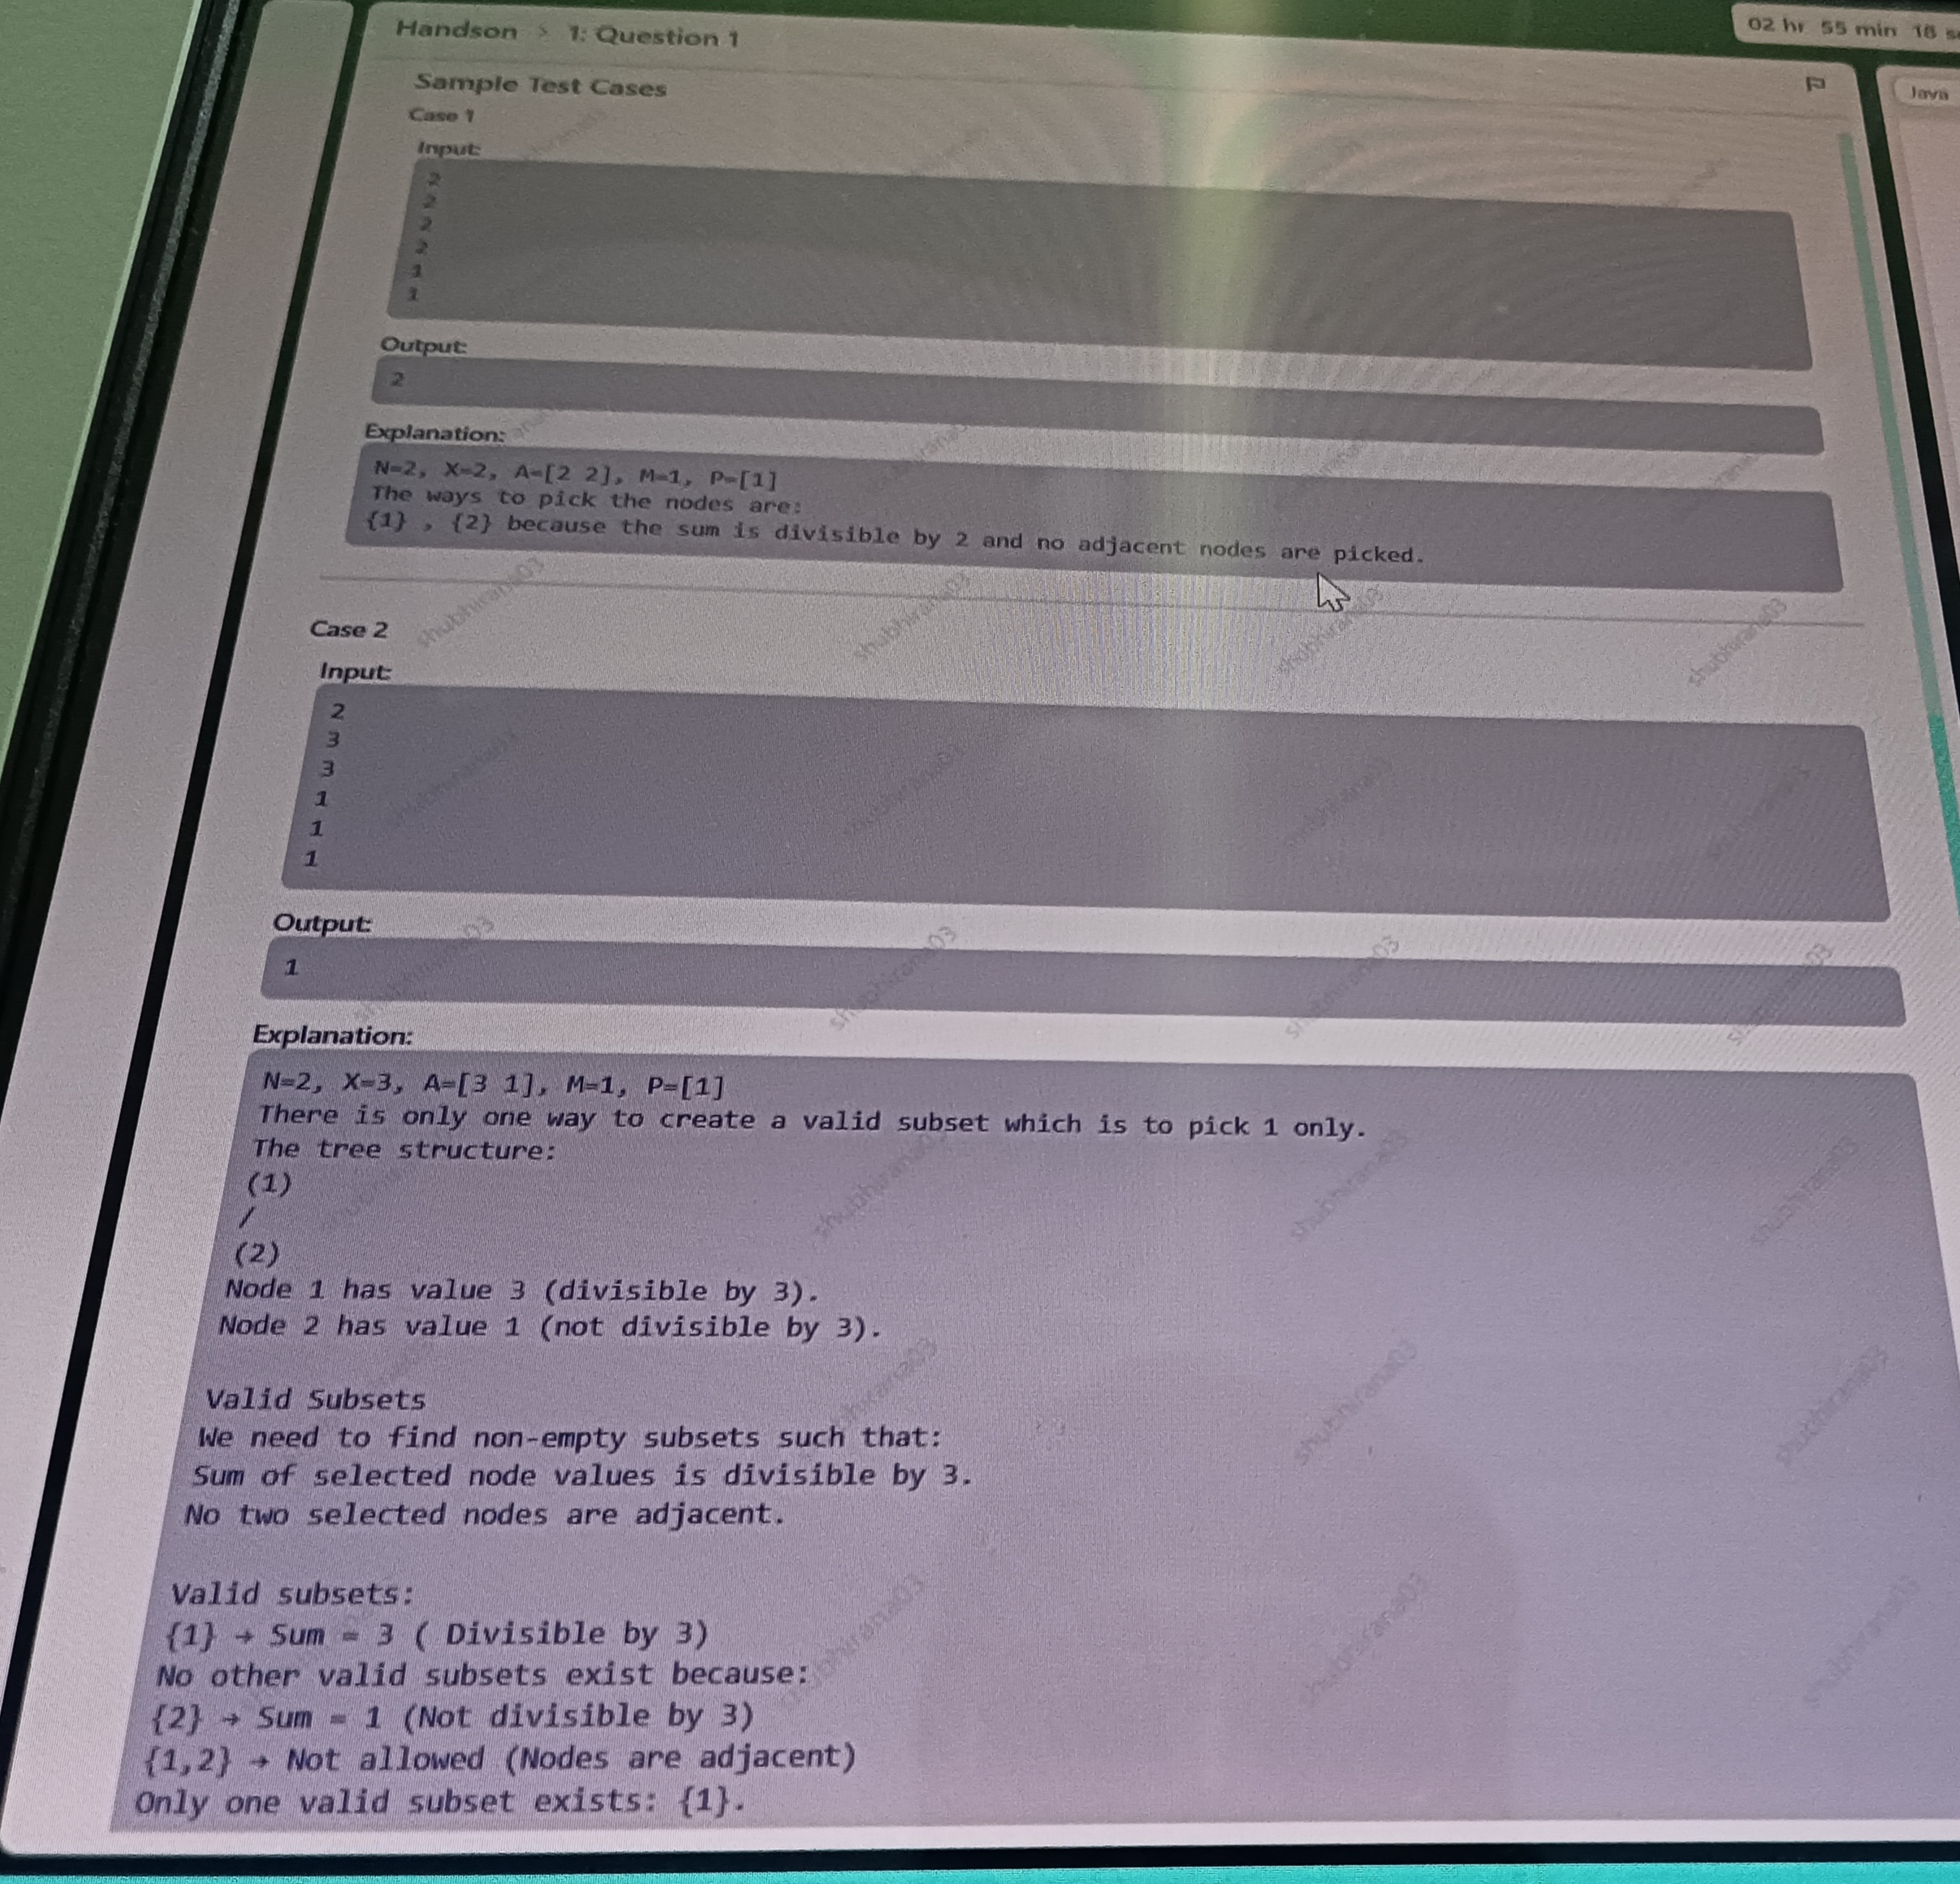 Handson > 1: Question 1
02 hr 55 min 18
Java
Sample Test Cases
Case 1
Input:
2
2
2
2
1
1
Output:
2
Explanation:
N=2, X=2, A=[2 2], M=1, P=[1]
The ways to pick the nodes are:
{1} , {2} because the sum is divisible by 2 and no adjacent nodes are picked.
Case 2
Input:
2
3
3
1
1
1
Output:
1
Explanation:
N=2, X=3, A=[3 1], M=1, P=[1]
There is only one way to create a valid subset which is to pick 1 only.
The tree structure:
(1)
/
(2)
Node 1 has value 3 (divisible by 3).
Node 2 has value 1 (not divisible by 3).
Valid Subsets
We need to find non-empty subsets such that:
Sum of selected node values is divisible by 3.
No two selected nodes are adjacent.
Valid subsets:
{1} → Sum = 3 ( Divisible by 3)
No other valid subsets exist because:
{2} → Sum = 1 (Not divisible by 3)
{1,2} → Not allowed (Nodes are adjacent)
Only one valid subset exists: {1}.
shubhirana03